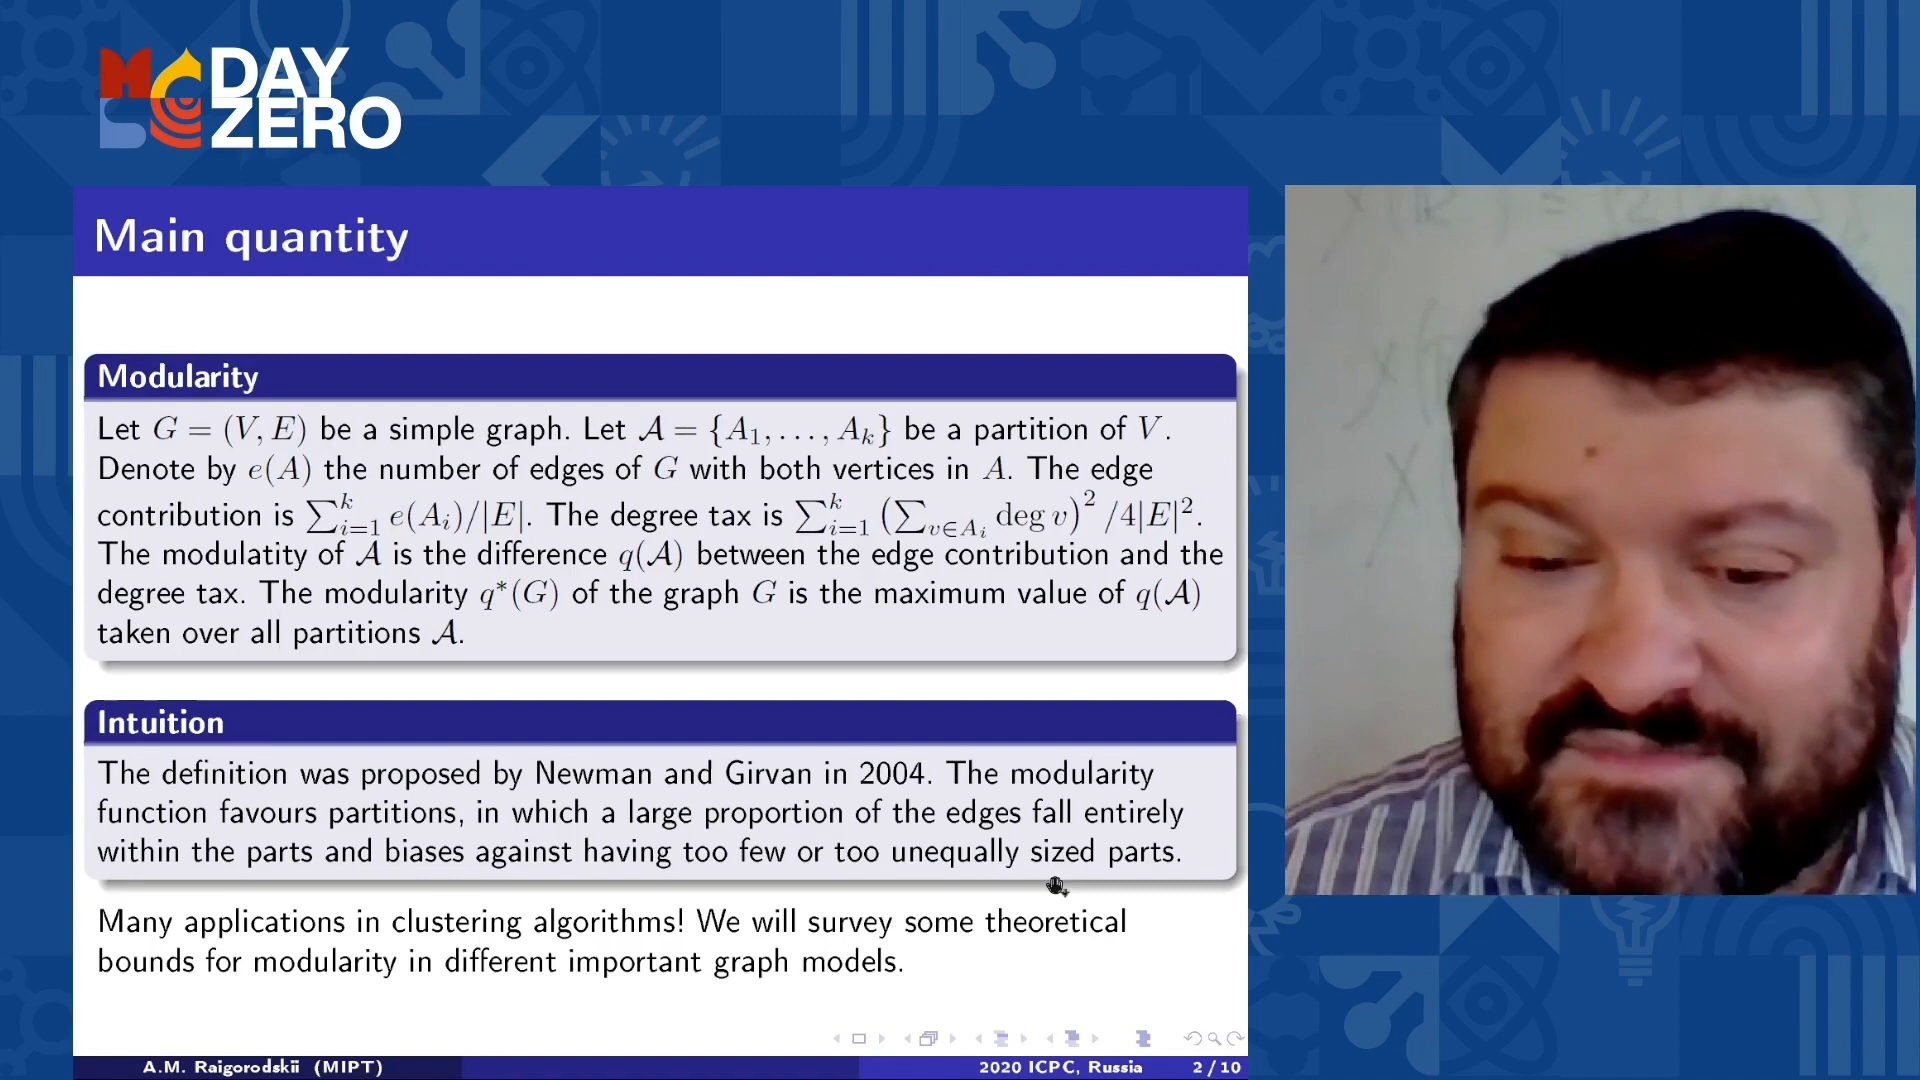 DAY
ZERO
Main quantity
Modularity
Let G = (V, E) be a simple graph. Let 𝒜 = {A₁, . . . , Aₖ} be a partition of V.
Denote by e(A) the number of edges of G with both vertices in A. The edge
contribution is ∑ᵏᵢ₌₁ e(Aᵢ)/|E|. The degree tax is ∑ᵏᵢ₌₁ (∑_{v∈Aᵢ} deg v)² /4|E|².
The modulatity of 𝒜 is the difference q(𝒜) between the edge contribution and the
degree tax. The modularity q*(G) of the graph G is the maximum value of q(𝒜)
taken over all partitions 𝒜.
Intuition
The definition was proposed by Newman and Girvan in 2004. The modularity
function favours partitions, in which a large proportion of the edges fall entirely
within the parts and biases against having too few or too unequally sized parts.
Many applications in clustering algorithms! We will survey some theoretical
bounds for modularity in different important graph models.
A.M. Raigorodskii (MIPT) 2020 ICPC, Russia 2 / 10